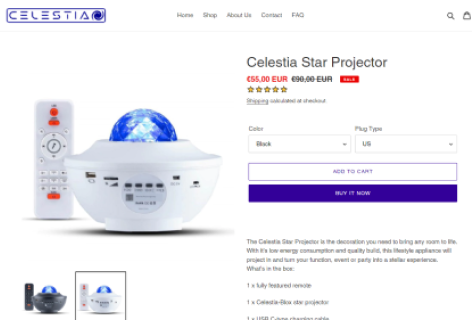 CELESTIA
Home Shop About Us Contact FAQ
Celestia Star Projector
€55,00 EUR €90,00 EUR SALE
Shipping calculated at checkout
Color Plug Type
Black US
ADD TO CART
BUY IT NOW
The Celestia Star Projector is the decoration you need to bring any room to life.
With it's low energy consumption and quality build, this lifestyle appliance will
project in and turn your function, event or party into a stellar experience.
What's in the box:
1 x fully featured remote
1 x Celestia-Blox star projector
1 x USB C-type charging cable